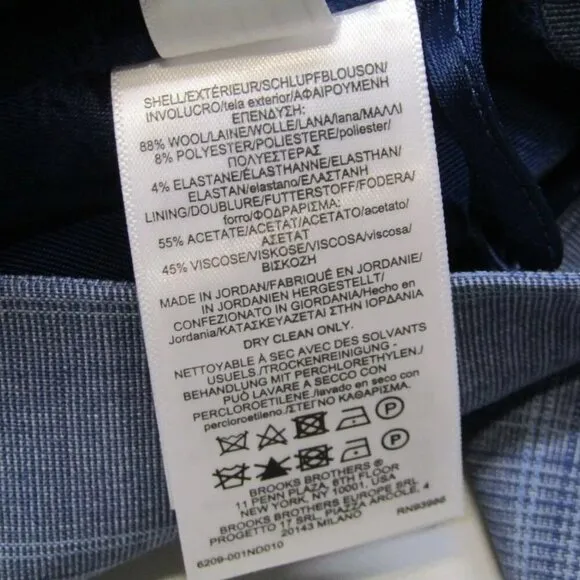 SHELL/EXTÉRIEUR/SCHLUPFBLOUSON/
INVOLUCRO/tela exterior/ΑΦΑΙΡΟΥΜΕΝΗ
ΕΠΕΝΔΥΣΗ:
88% WOOL/LAINE/WOLLE/LANA/lana/ΜΑΛΛΙ
8% POLYESTER/POLIESTERE/poliester/
ΠΟΛΥΕΣΤΕΡΑΣ
4% ELASTANE/ÉLASTHANNE/ELASTHAN/
ELASTAN/elastano/ΕΛΑΣΤΑΝΗ
LINING/DOUBLURE/FUTTERSTOFF/FODERA/
forro/ΦΟΔΡΑΡΙΣΜΑ:
55% ACETATE/ACETAT/ACETATO/acetato/
ΑΣΕΤΑΤ
45% VISCOSE/VISKOSE/VISCOSA/viscosa/
ΒΙΣΚΟΖΗ
MADE IN JORDAN/FABRIQUÉ EN JORDANIE/
IN JORDANIEN HERGESTELLT/
CONFEZIONATO IN GIORDANIA/Hecho en
Jordania/ΚΑΤΑΣΚΕΥΑΖΕΤΑΙ ΣΤΗ ΙΟΡΔΑΝΙΑ
DRY CLEAN ONLY.
NETTOYABLE À SEC AVEC DES SOLVANTS
USUELS./TROCKENREINIGUNG -
BEHANDLUNG MIT PERCHLORETHYLEN./
PUÒ LAVARE A SECCO CON
PERCLOROETILENE./lavado en seco con
percloroetileno./ΣΤΕΓΝΟ ΚΑΘΑΡΙΣΜΑ.
P
P
BROOKS BROTHERS ®
11 PENN PLAZA, 8TH FLOOR
NEW YORK, NY 10001, USA
BROOKS BROTHERS EUROPE SRL
PROGETTO 17 SRL, PIAZZA ARCOLE, 4
20143 MILANO
RN93985
6209-001ND010